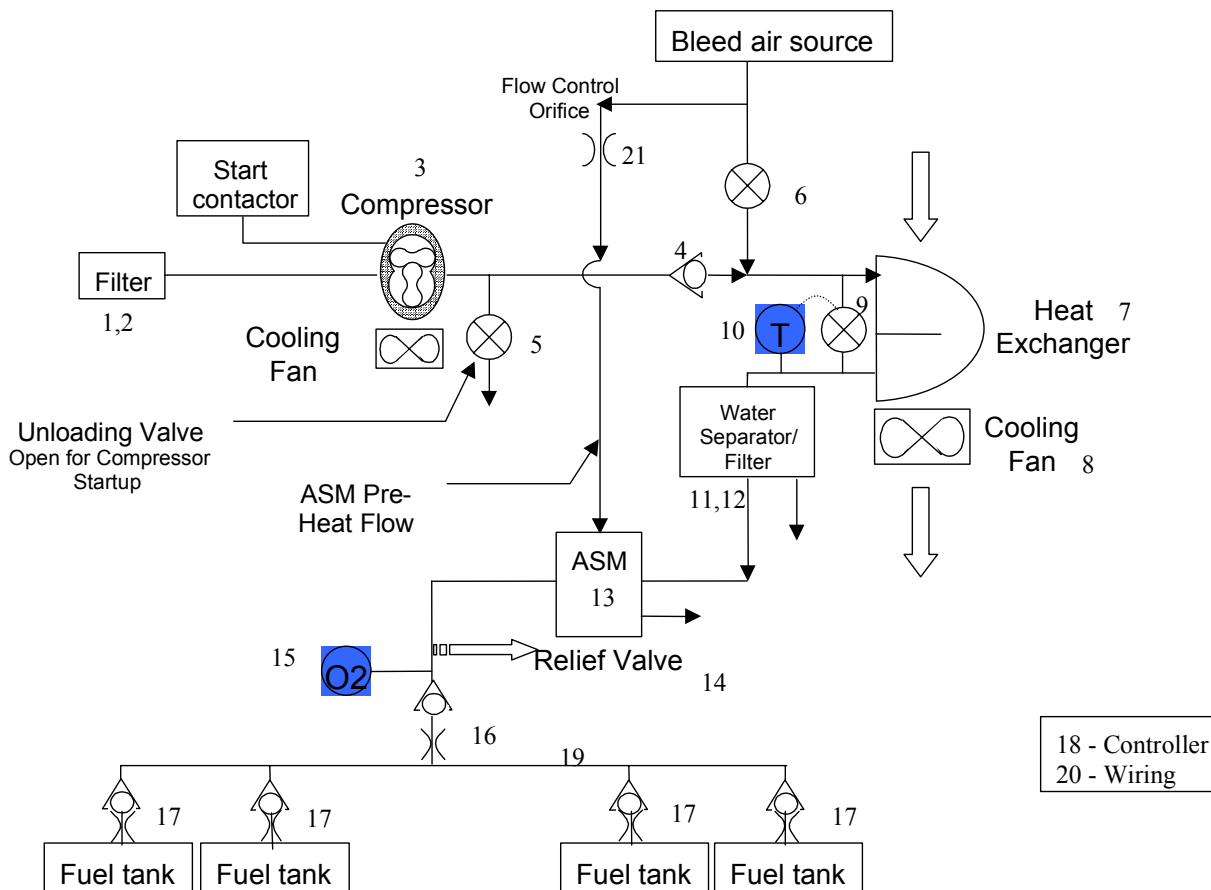 Bleed air source
Flow Control
Orifice
21
Start
contactor
3
Compressor
6
4
Filter
1,2
Cooling
Fan
5
10
T
9
Heat
Exchanger
7
Unloading Valve
Open for Compressor
Startup
Water
Separator/
Filter
Cooling
Fan
8
ASM Pre-
Heat Flow
11,12
ASM
13
15
O2
Relief Valve
14
16
19
18 - Controller
20 - Wiring
17
17
17
17
Fuel tank
Fuel tank
Fuel tank
Fuel tank